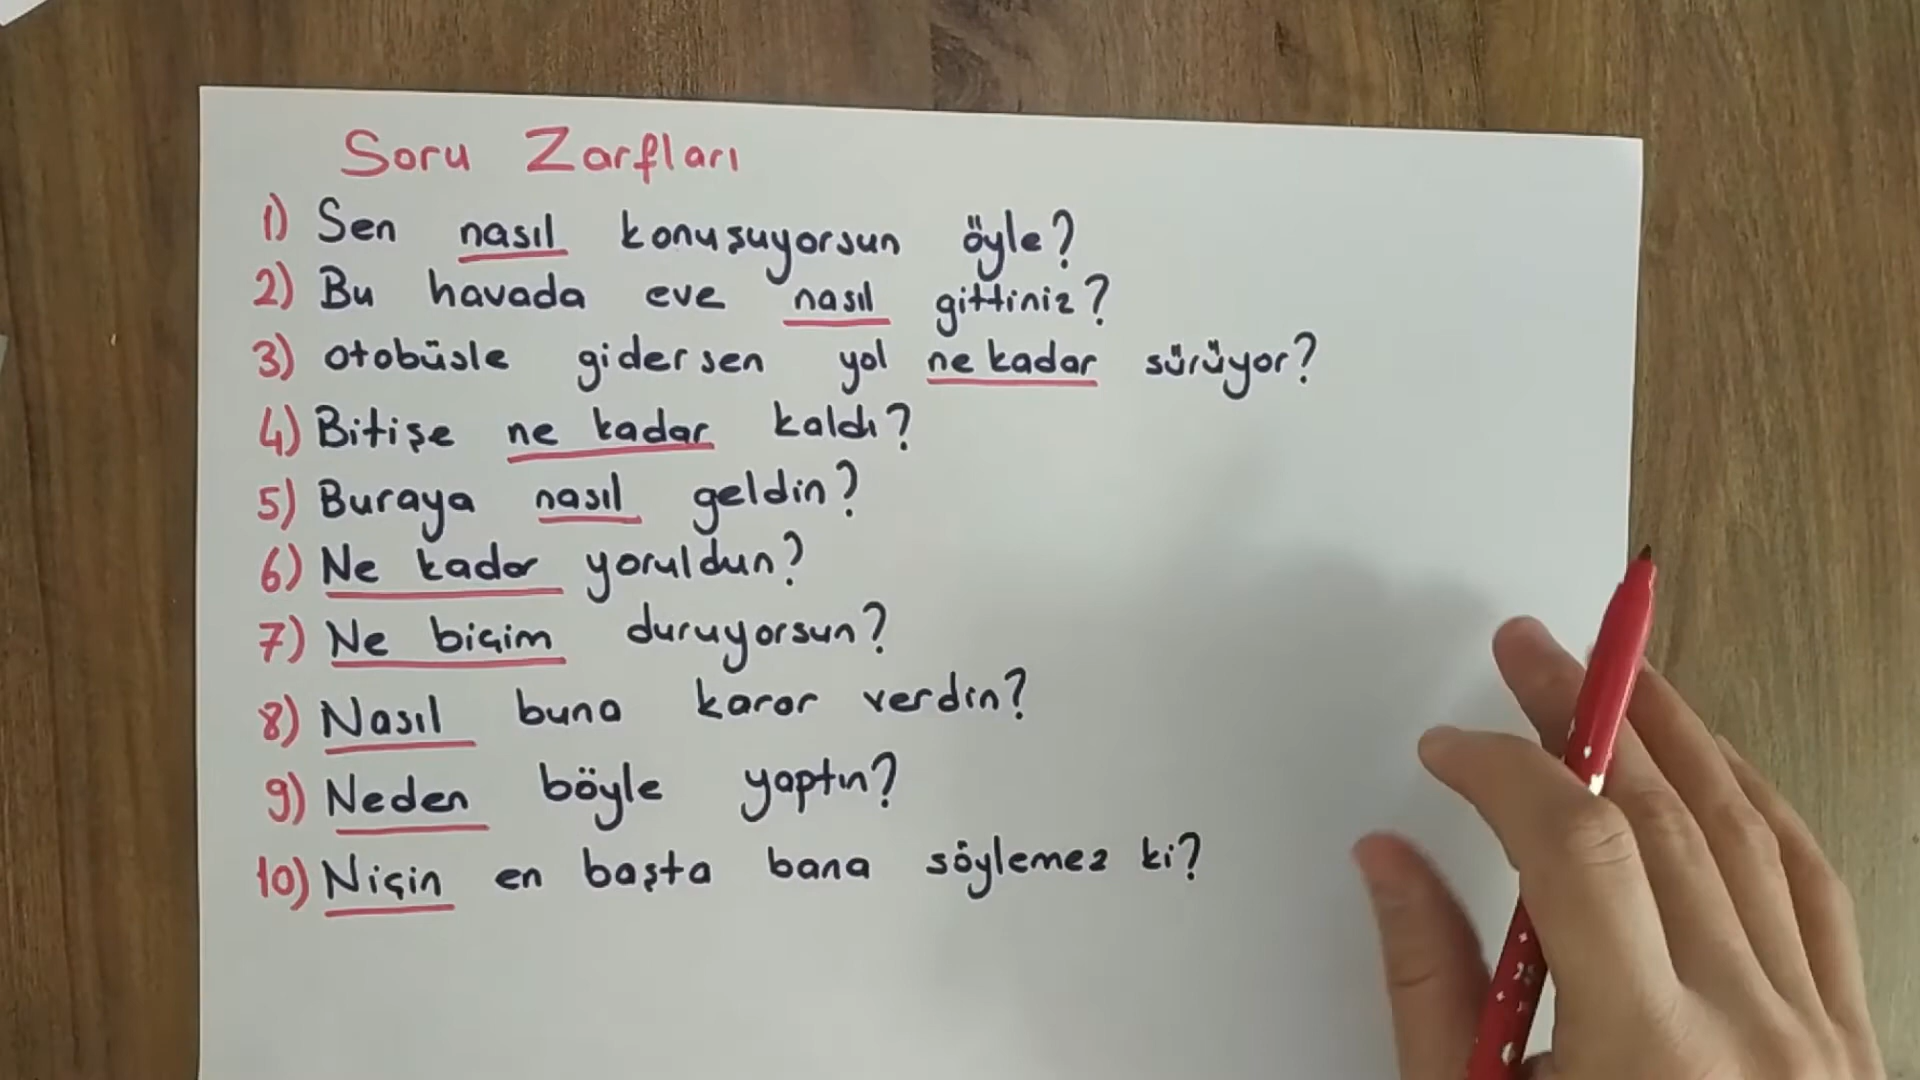 Soru Zarfları
1) Sen nasıl konuşuyorsun öyle?
2) Bu havada eve nasıl gittiniz?
3) otobüsle gidersen yol ne kadar sürüyor?
4) Bitişe ne kadar kaldı?
5) Buraya nasıl geldin?
6) Ne kadar yoruldun?
7) Ne biçim duruyorsun?
8) Nasıl buna karar verdin?
9) Neden böyle yaptın?
10) Niçin en başta bana söylemez ki?